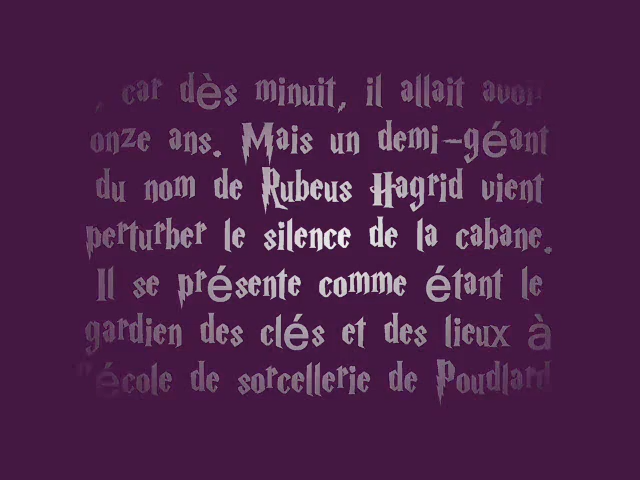 , car dès minuit, il allait avoir
onze ans. Mais un demi-géant
du nom de Rubeus Hagrid vient
perturber le silence de la cabane.
Il se présente comme étant le
gardien des clés et des lieux à
l'école de sorcellerie de Poudlard